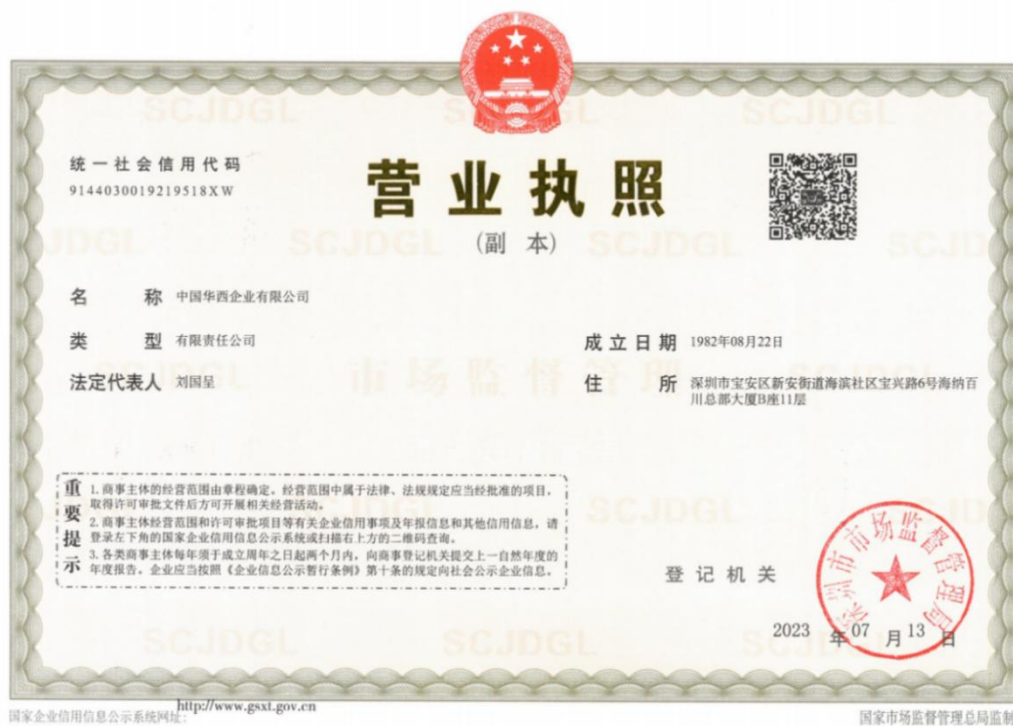 统一社会信用代码
9144030019219518XW
营业执照
(副 本)
名 称 中国华西企业有限公司
类 型 有限责任公司
成立日期 1982年08月22日
法定代表人 刘国呈
住 所 深圳市宝安区新安街道海滨社区宝兴路6号海纳百
川总部大厦B座11层
重要提示
1.商事主体的经营范围由章程确定。经营范围中属于法律、法规规定应当经批准的项目,
取得许可审批文件后方可开展相关经营活动。
2.商事主体经营范围和许可审批项目等有关企业信用事项及年报信息和其他信用信息,请
登录左下角的国家企业信用信息公示系统或扫描右上方的二维码查询。
3.各类商事主体每年须于成立周年之日起两个月内,向商事登记机关提交上一自然年度的
年度报告。企业应当按照《企业信息公示暂行条例》第十条的规定向社会公示企业信息。
登记机关
深圳市市场监督管理局
2023 年 07 月 13 日
国家企业信用信息公示系统网址: http://www.gsxt.gov.cn
国家市场监督管理总局监制
SCJDGL
市场监督管理